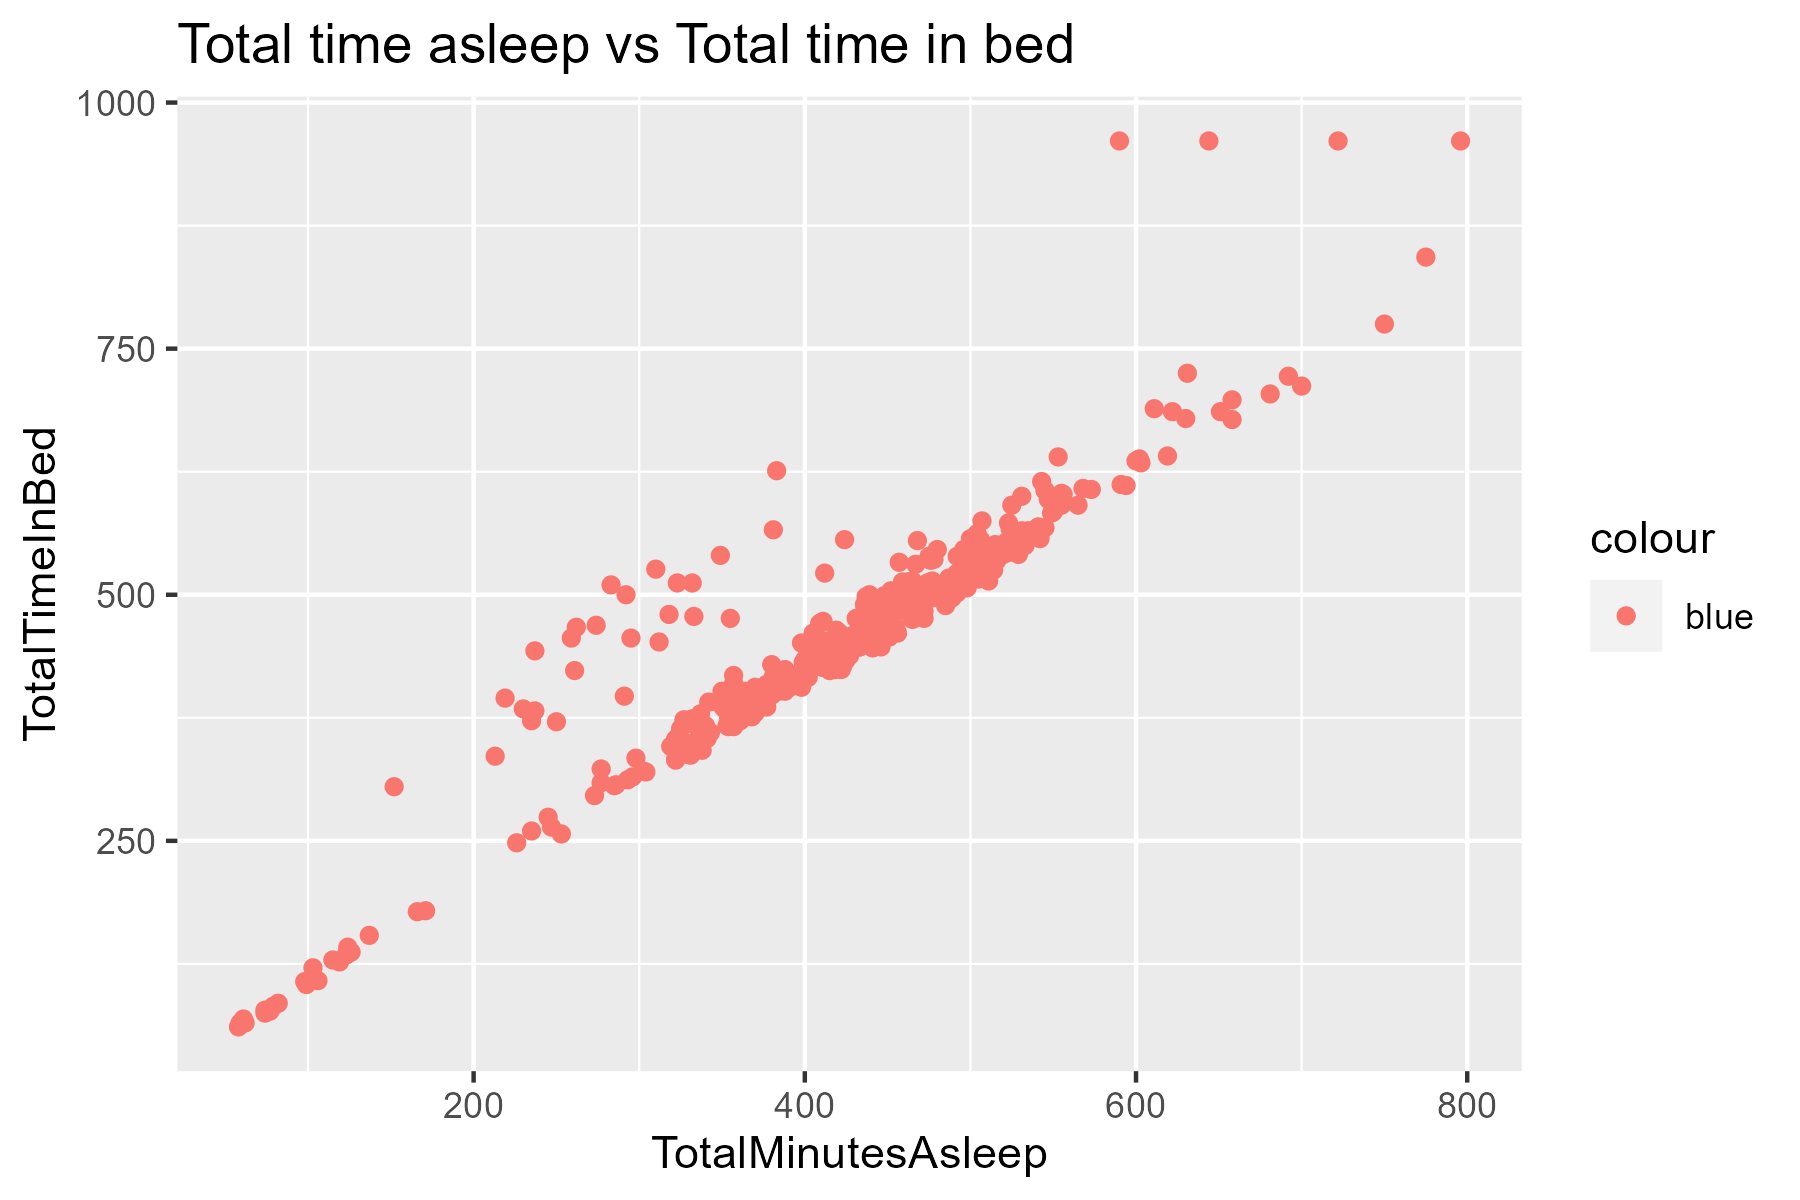 Total time asleep vs Total time in bed
1000
750
500
250
TotalTimeInBed
200 400 600 800
TotalMinutesAsleep
colour
blue